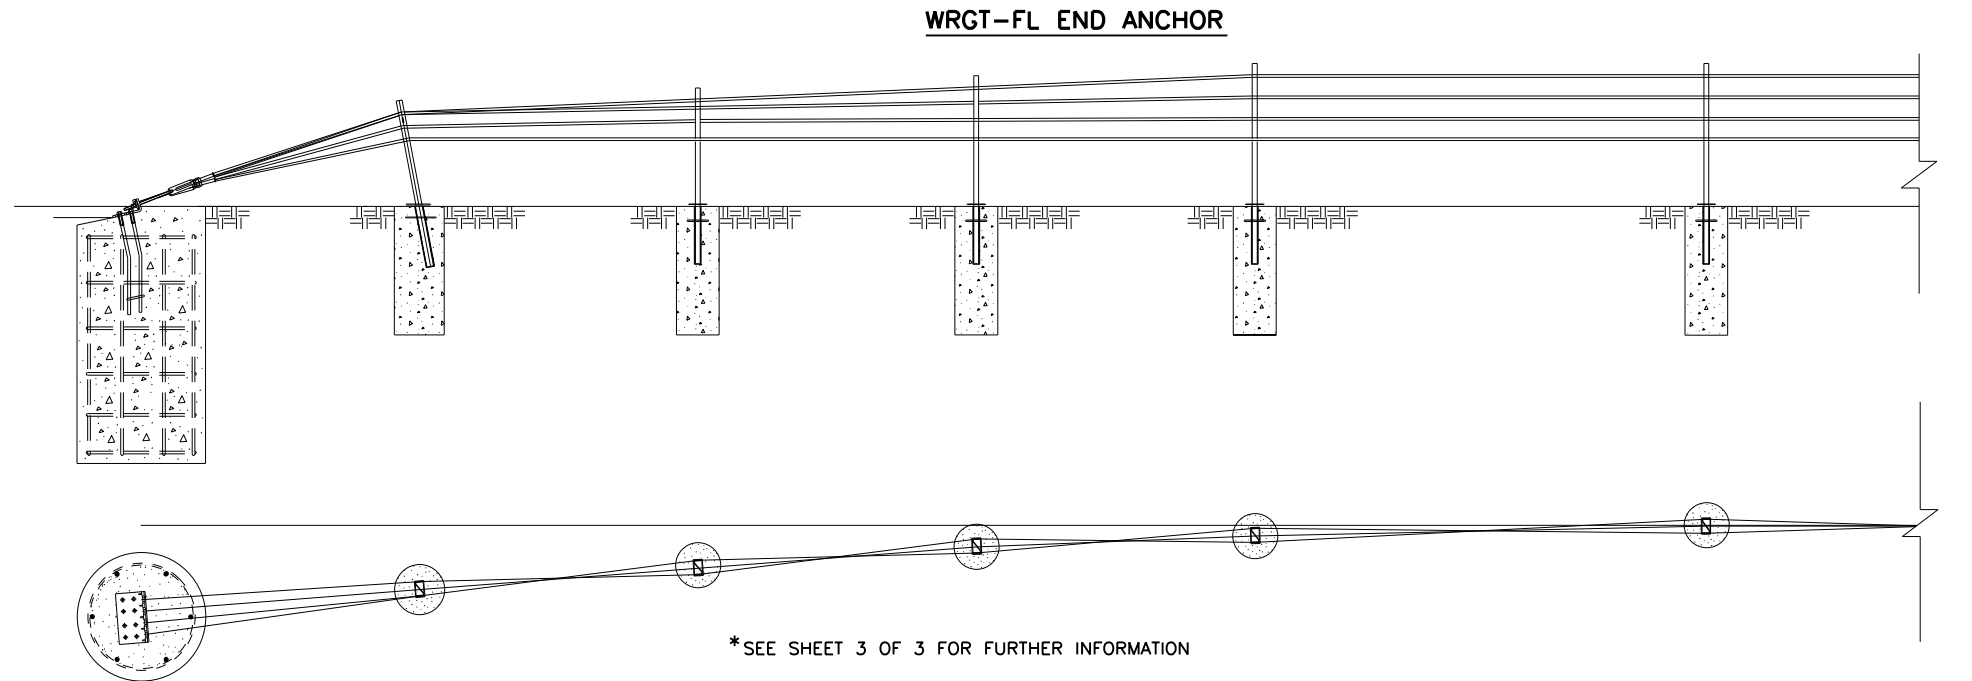 WRGT-FL END ANCHOR
*SEE SHEET 3 OF 3 FOR FURTHER INFORMATION